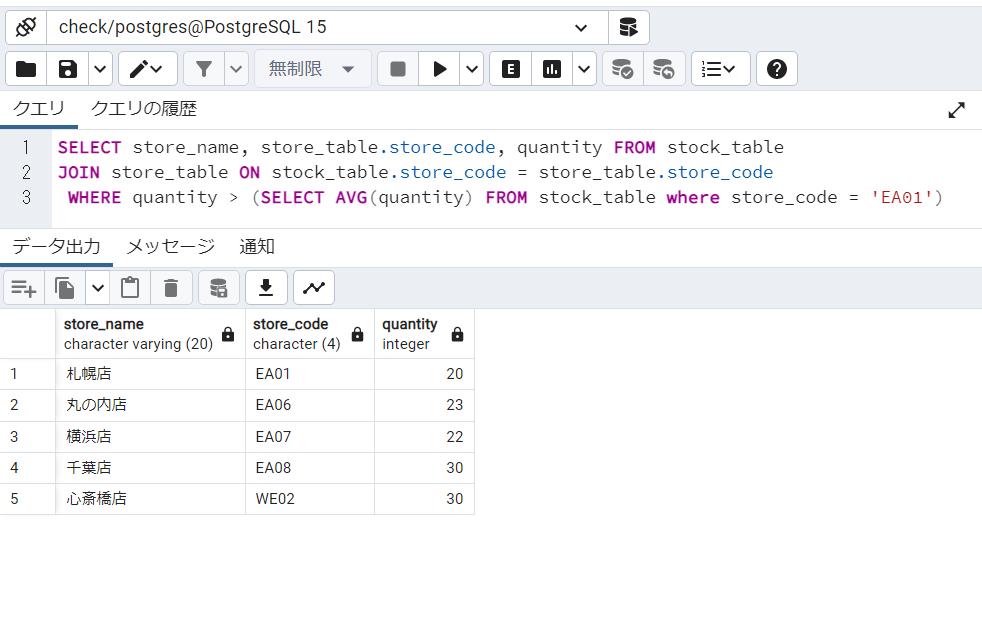 check/postgres@PostgreSQL 15
無制限
E
クエリ クエリの履歴
1 SELECT store_name, store_table.store_code, quantity FROM stock_table
2 JOIN store_table ON stock_table.store_code = store_table.store_code
3 WHERE quantity > (SELECT AVG(quantity) FROM stock_table where store_code = 'EA01')
データ出力 メッセージ 通知
store_name store_code quantity
character varying (20) character (4) integer
1 札幌店 EA01 20
2 丸の内店 EA06 23
3 横浜店 EA07 22
4 千葉店 EA08 30
5 心斎橋店 WE02 30